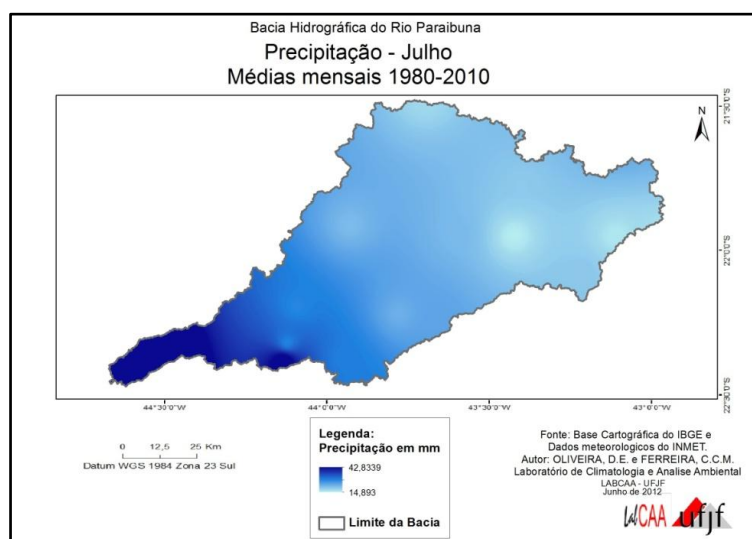 Bacia Hidrográfica do Rio Paraibuna
Precipitação - Julho
Médias mensais 1980-2010
N
21°30'0"S
22°0'0"S
22°30'0"S
44°30'0"W
44°0'0"W
43°30'0"W
43°0'0"W
0 12,5 25 Km
Datum WGS 1984 Zona 23 Sul
Legenda:
Precipitação em mm
42,8339
14,893
Limite da Bacia
Fonte: Base Cartográfica do IBGE e
Dados meteorologicos do INMET.
Autor: OLIVEIRA, D.E. e FERREIRA, C.C.M.
Laboratório de Climatologia e Analise Ambiental
LABCAA - UFJF
Junho de 2012
LabCAA ufjf